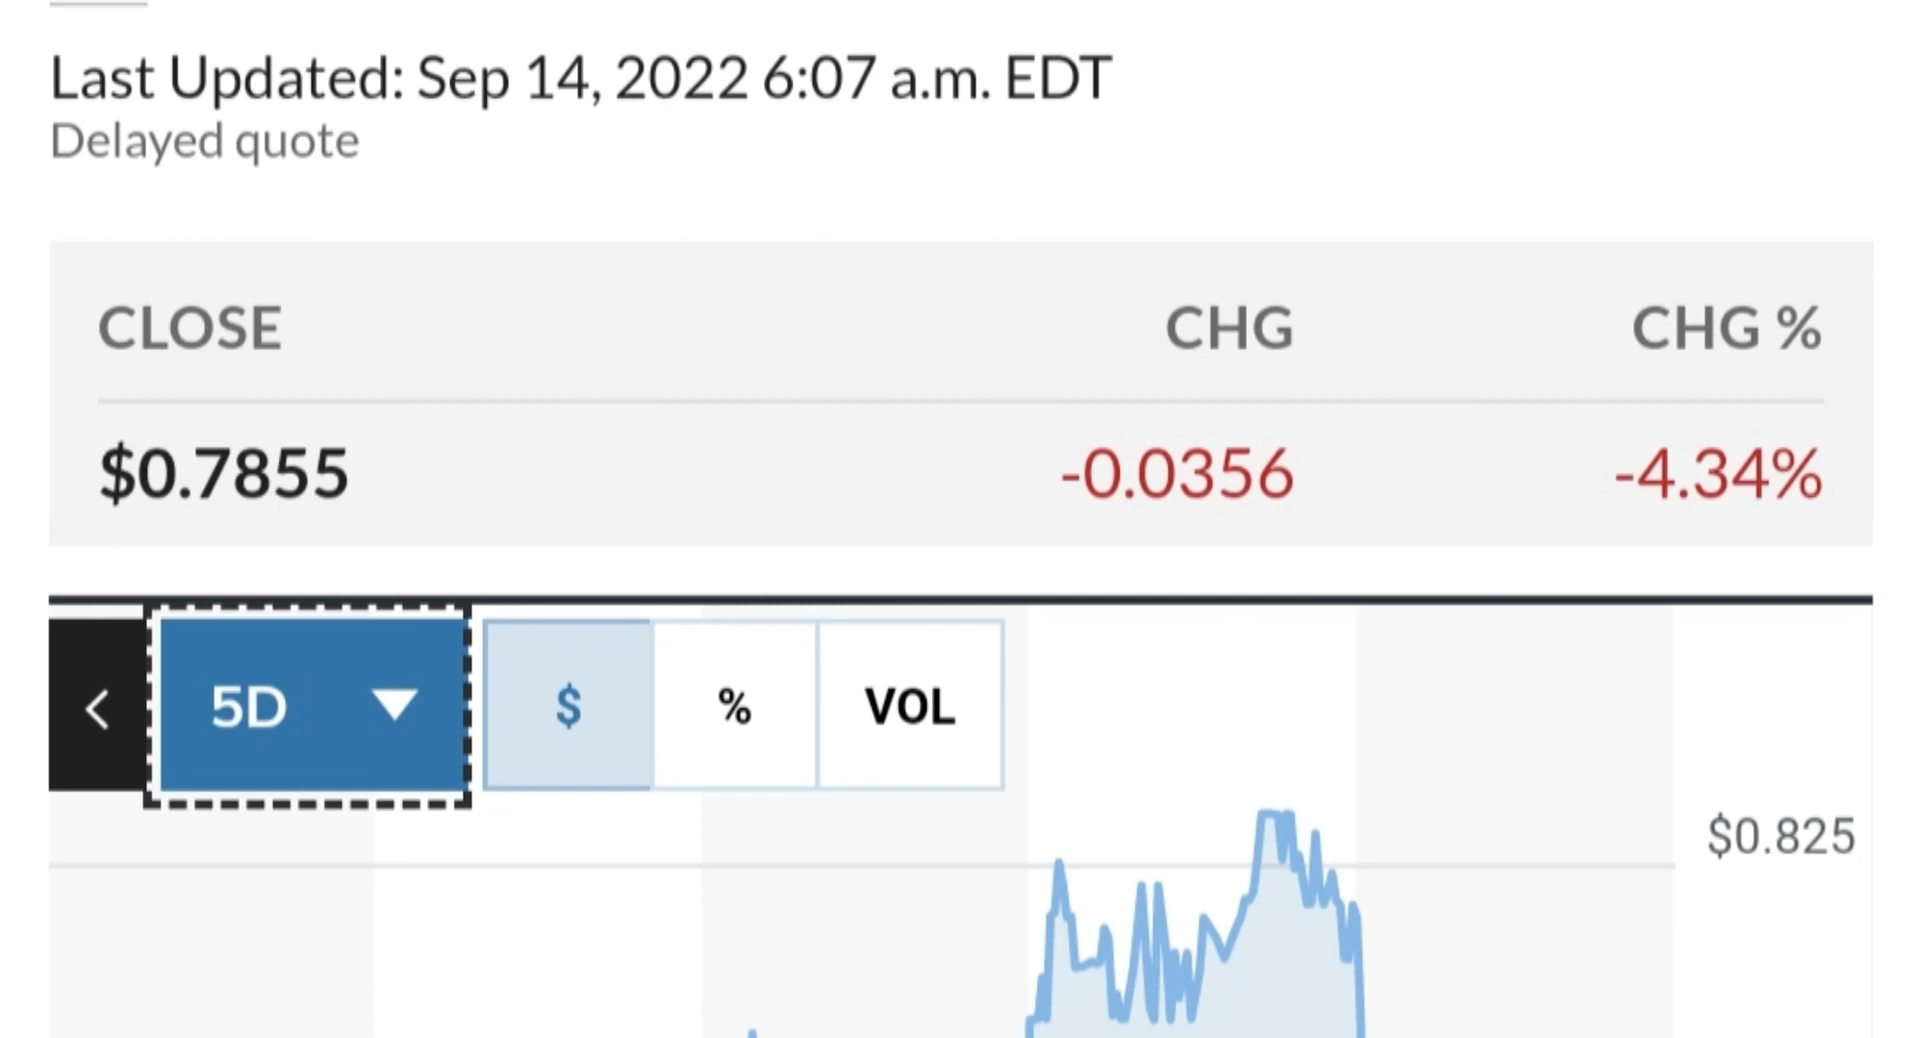 Last Updated: Sep 14, 2022 6:07 a.m. EDT
Delayed quote
CLOSE CHG CHG %
$0.7855 -0.0356 -4.34%
5D $ % VOL
$0.825